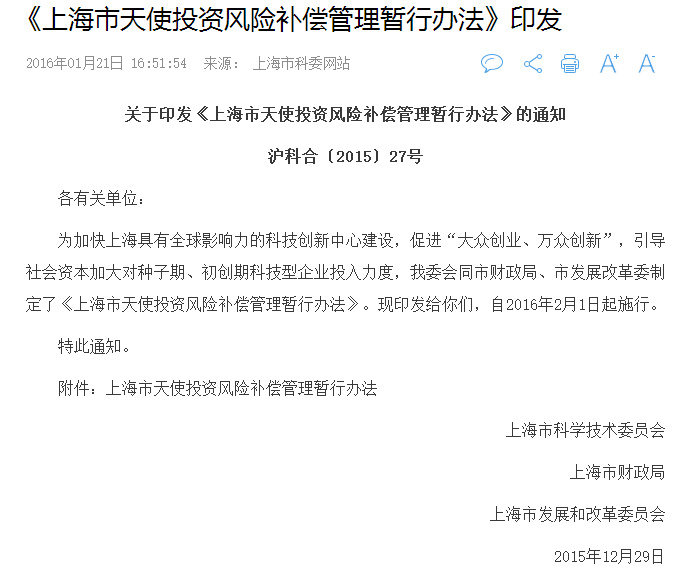 《上海市天使投资风险补偿管理暂行办法》印发
2016年01月21日 16:51:54 来源： 上海市科委网站
A+ A-
关于印发《上海市天使投资风险补偿管理暂行办法》的通知
沪科合〔2015〕27号
各有关单位：
为加快上海具有全球影响力的科技创新中心建设，促进“大众创业、万众创新”，引导
社会资本加大对种子期、初创期科技型企业投入力度，我委会同市财政局、市发展改革委制
定了《上海市天使投资风险补偿管理暂行办法》。现印发给你们，自2016年2月1日起施行。
特此通知。
附件：上海市天使投资风险补偿管理暂行办法
上海市科学技术委员会
上海市财政局
上海市发展和改革委员会
2015年12月29日